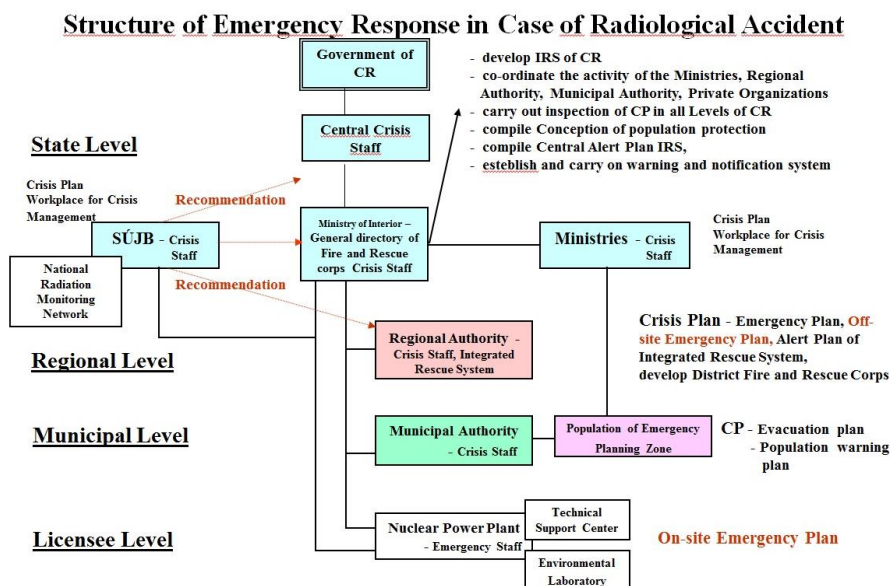 Structure of Emergency Response in Case of Radiological Accident
Government of
CR
- develop IRS of CR
- co-ordinate the activity of the Ministries, Regional
Authority, Municipal Authority, Private Organizations
- carry out inspection of CP in all Levels of CR
- compile Conception of population protection
- compile Central Alert Plan IRS,
- esteblish and carry on warning and notification system
Central Crisis
Staff
State Level
Crisis Plan
Workplace for Crisis
Management
Recommendation
SÚJB - Crisis
Staff
Ministry of Interior –
General directory of
Fire and Rescue
corps Crisis Staff
Ministries - Crisis
Staff
Crisis Plan
Workplace for Crisis
Management
National
Radiation
Monitoring
Network
Recommendation
Regional Authority -
Crisis Staff, Integrated
Rescue System
Crisis Plan - Emergency Plan, Off-
site Emergency Plan, Alert Plan of
Integrated Rescue System,
develop District Fire and Rescue Corps
Regional Level
Municipal Level
Municipal Authority
- Crisis Staff
Population of Emergency
Planning Zone
CP - Evacuation plan
- Population warning
plan
Licensee Level
Nuclear Power Plant
- Emergency Staff
Technical
Support Center
Environmental
Laboratory
On-site Emergency Plan